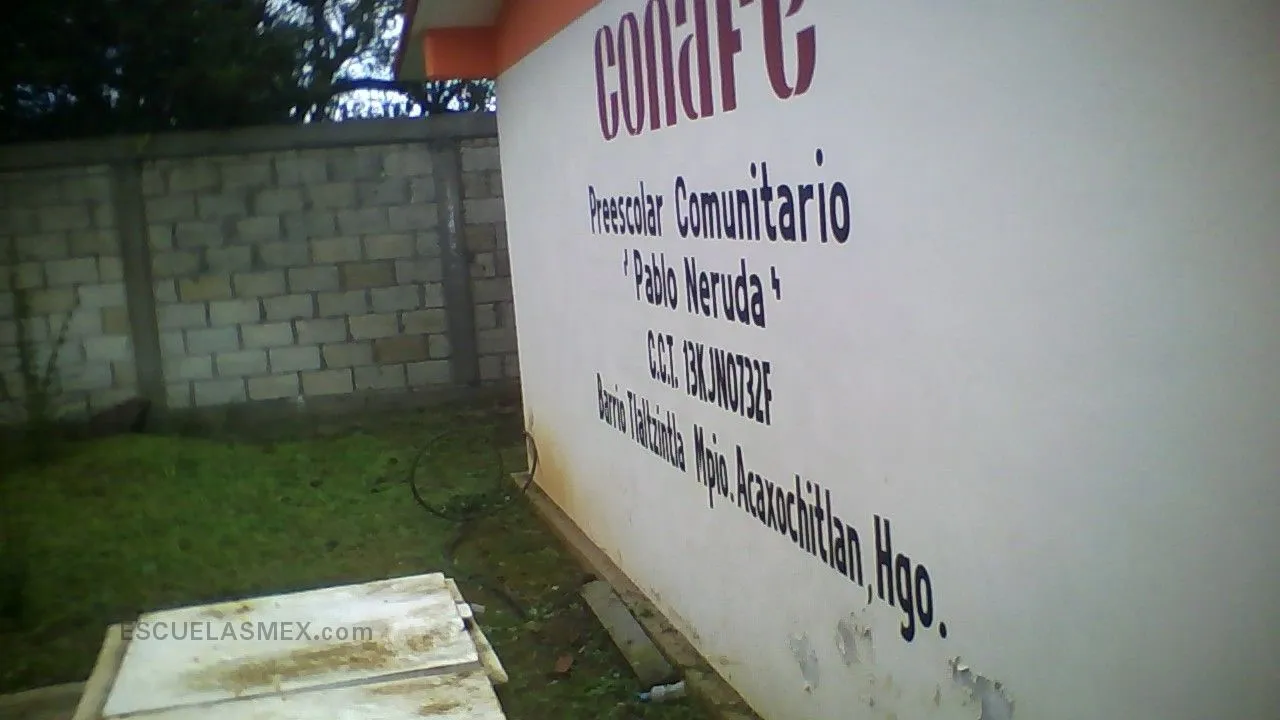 conafe
Preescolar Comunitario
"Pablo Neruda"
C.C.T. 13KJN0732F
Barrio Tlaltzintla Mpio. Acaxochitlan, Hgo.
ESCUELASMEX.com